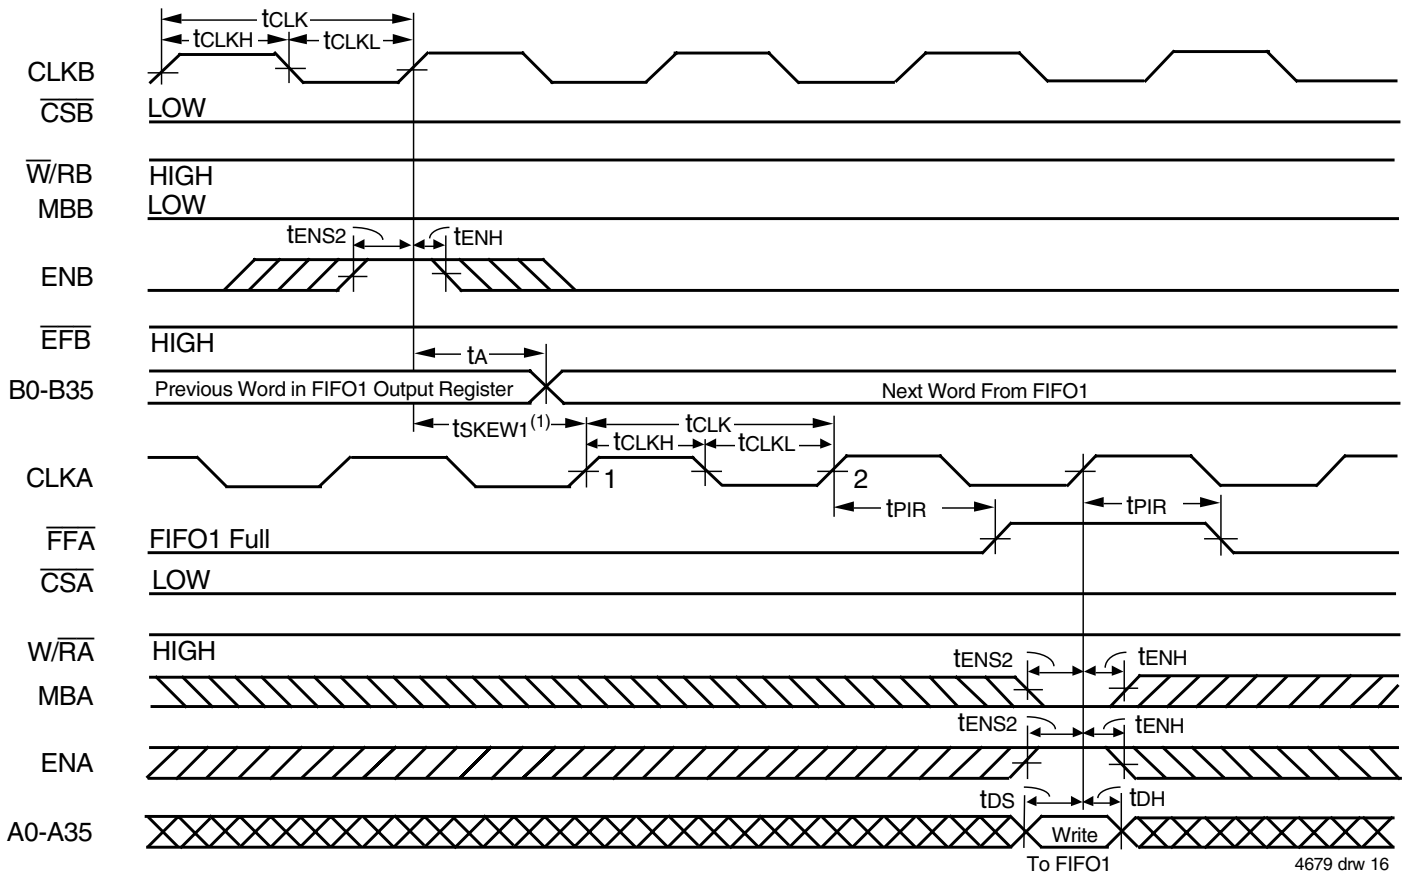 tCLK
tCLKH tCLKL
CLKB
CSB LOW
W/RB HIGH
MBB LOW
tENS2 tENH
ENB
EFB HIGH
tA
B0-B35 Previous Word in FIFO1 Output Register Next Word From FIFO1
tSKEW1(1) tCLK
tCLKH tCLKL
CLKA 1 2
tPIR tPIR
FFA FIFO1 Full
CSA LOW
W/RA HIGH
tENS2 tENH
MBA
tENS2 tENH
ENA
tDS tDH
A0-A35 Write
To FIFO1 4679 drw 16